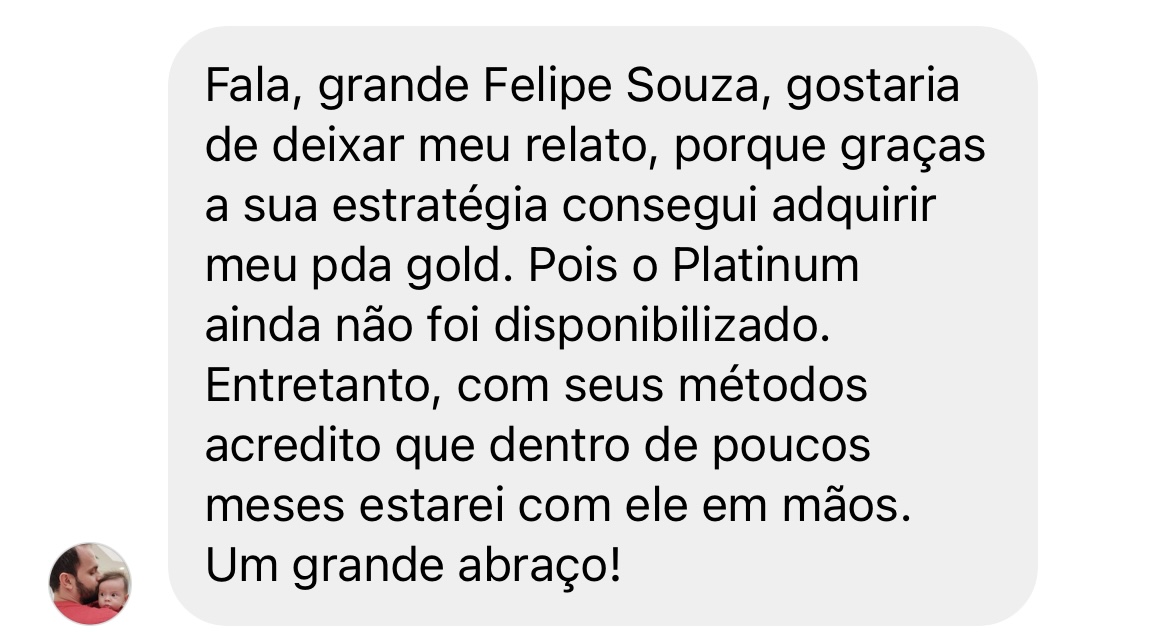 Fala, grande Felipe Souza, gostaria
de deixar meu relato, porque graças
a sua estratégia consegui adquirir
meu pda gold. Pois o Platinum
ainda não foi disponibilizado.
Entretanto, com seus métodos
acredito que dentro de poucos
meses estarei com ele em mãos.
Um grande abraço!